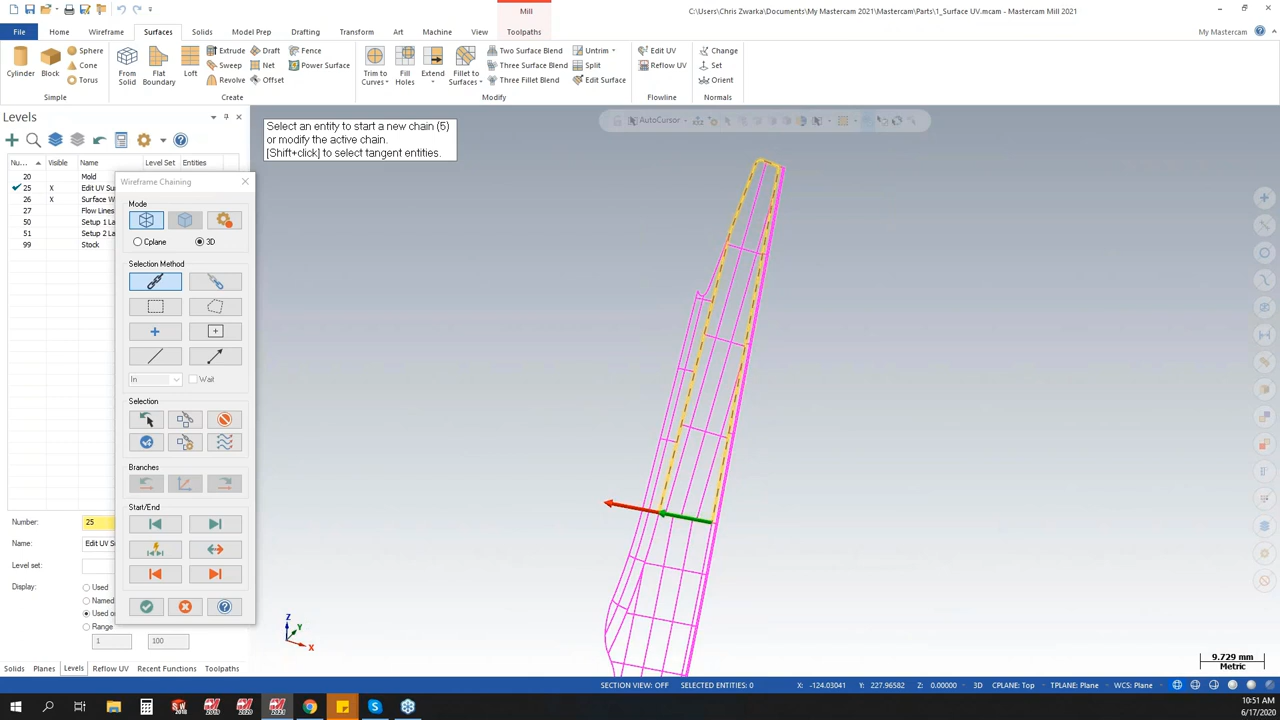 Mill
C:\Users\Chris Zwarka\Documents\My Mastercam 2021\Mastercam\Parts\1_Surface UV.mcam - Mastercam Mill 2021
File Home Wireframe Surfaces Solids Model Prep Drafting Transform Art Machine View Toolpaths My Mastercam
Cylinder Block Sphere Cone Torus
Simple
From Solid Flat Boundary Loft Extrude Sweep Revolve Draft Net Offset Fence Power Surface
Create
Trim to Curves Fill Holes Extend Fillet to Surfaces Two Surface Blend Three Surface Blend Three Fillet Blend Untrim Split Edit Surface
Modify
Edit UV Reflow UV
Flowline
Change Set Orient
Normals
Levels
Nu... Visible Name Level Set Entities
20 Mold
25 X Edit UV Su
26 X Surface W
27 Flow Lines
50 Setup 1 La
51 Setup 2 La
99 Stock
Number: 25
Name: Edit UV S
Level set:
Display: Used
Named
Used o
Range
1 100
Wireframe Chaining
Mode
Cplane 3D
Selection Method
In Wait
Selection
Branches
Start/End
Select an entity to start a new chain (5)
or modify the active chain.
[Shift+click] to select tangent entities.
AutoCursor
Z
Y
X
9.729 mm
Metric
Solids Planes Levels Reflow UV Recent Functions Toolpaths
SECTION VIEW: OFF SELECTED ENTITIES: 0 X: -124.03041 Y: 227.96582 Z: 0.00000 3D CPLANE: Top TPLANE: Plane WCS: Plane
10:51 AM
6/17/2020